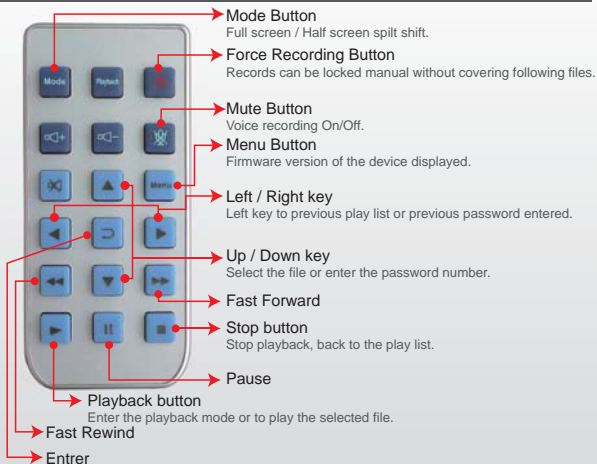 Mode Button
Full screen / Half screen spilt shift.
Force Recording Button
Records can be locked manual without covering following files.
Mute Button
Voice recording On/Off.
Menu Button
Firmware version of the device displayed.
Left / Right key
Left key to previous play list or previous password entered.
Up / Down key
Select the file or enter the password number.
Fast Forward
Stop button
Stop playback, back to the play list.
Pause
Playback button
Enter the playback mode or to play the selected file.
Fast Rewind
Entrer
Mode Playback
Menu